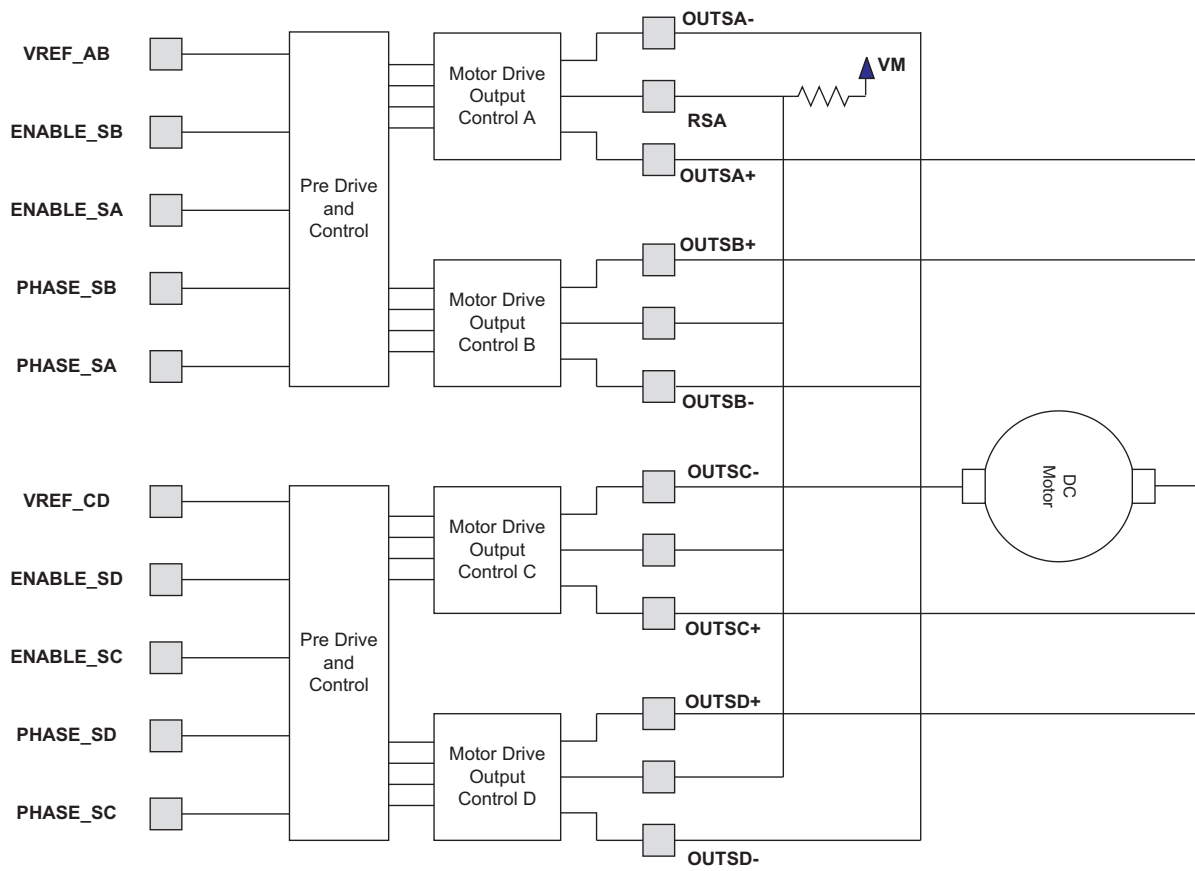 VREF_AB
ENABLE_SB
ENABLE_SA
PHASE_SB
PHASE_SA
Pre Drive
and
Control
Motor Drive
Output
Control A
OUTSA-
RSA
VM
OUTSA+
Motor Drive
Output
Control B
OUTSB+
OUTSB-
VREF_CD
ENABLE_SD
ENABLE_SC
PHASE_SD
PHASE_SC
Pre Drive
and
Control
Motor Drive
Output
Control C
OUTSC-
OUTSC+
DC
Motor
Motor Drive
Output
Control D
OUTSD+
OUTSD-